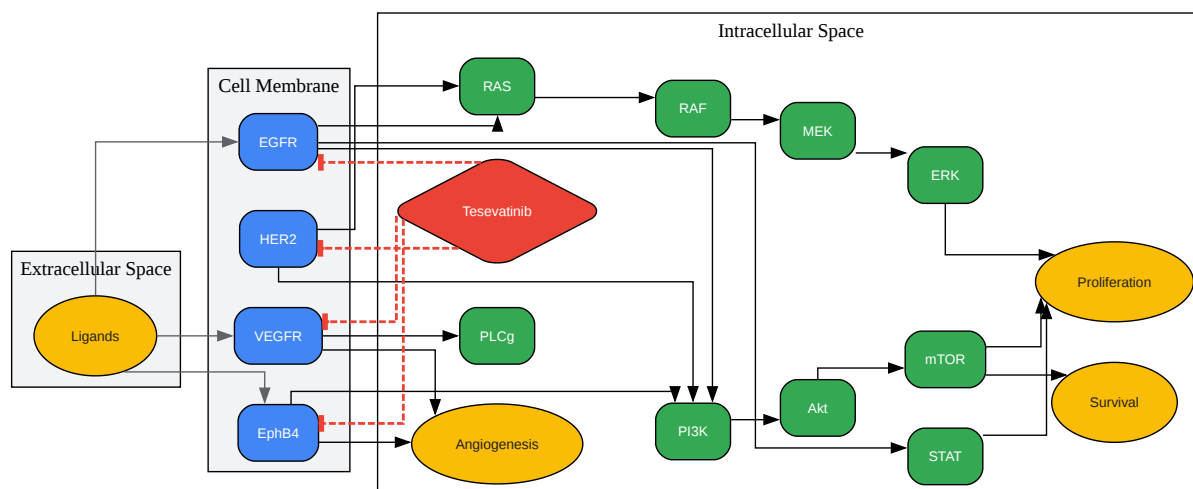 Intracellular Space
Cell Membrane
RAS
RAF
MEK
EGFR
ERK
Tesevatinib
HER2
Extracellular Space
Proliferation
Ligands
VEGFR
PLCg
mTOR
Akt
Survival
EphB4
Angiogenesis
PI3K
STAT